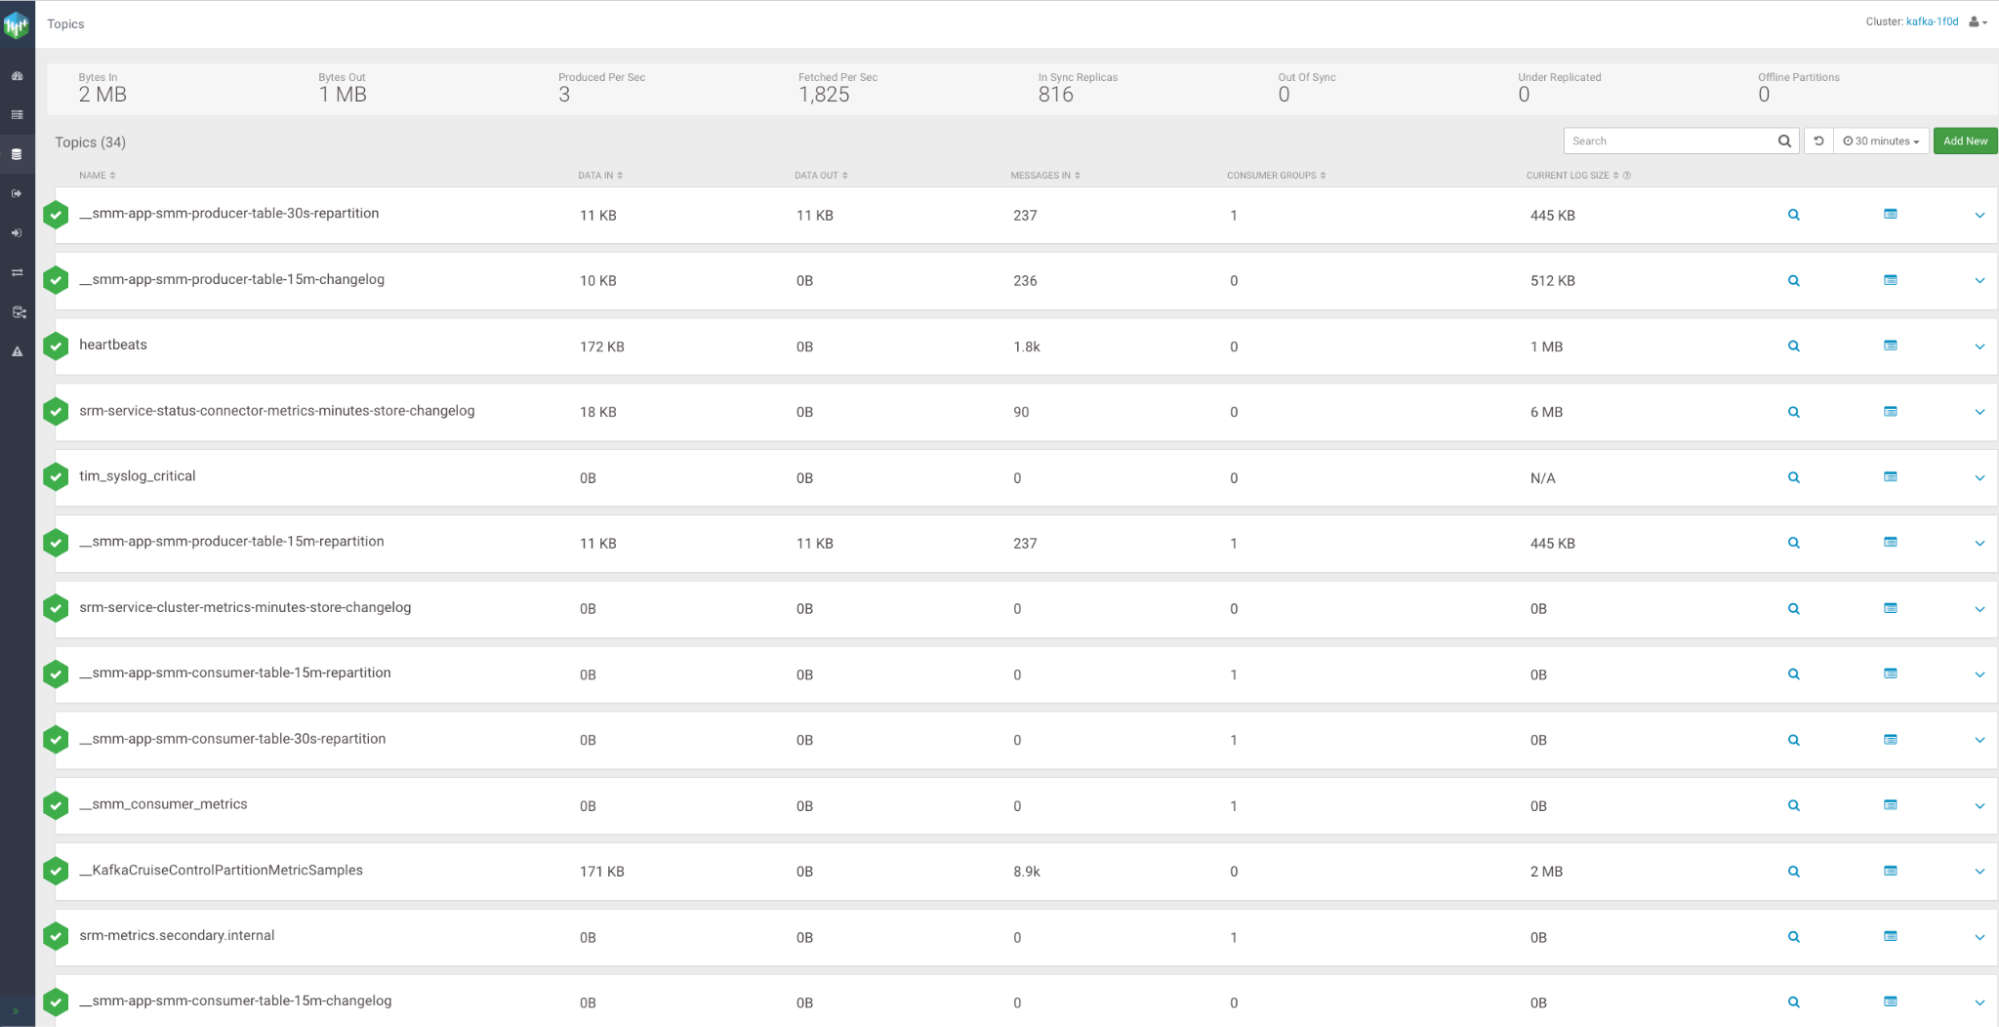 Topics
Cluster: kafka-1f0d
Bytes In Bytes Out Produced Per Sec Fetched Per Sec In Sync Replicas Out Of Sync Under Replicated Offline Partitions
2 MB 1 MB 3 1,825 816 0 0 0
Topics (34) Search 30 minutes Add New
NAME DATA IN DATA OUT MESSAGES IN CONSUMER GROUPS CURRENT LOG SIZE
__smm-app-smm-producer-table-30s-repartition 11 KB 11 KB 237 1 445 KB
__smm-app-smm-producer-table-15m-changelog 10 KB 0B 236 0 512 KB
heartbeats 172 KB 0B 1.8k 0 1 MB
srm-service-status-connector-metrics-minutes-store-changelog 18 KB 0B 90 0 6 MB
tim_syslog_critical 0B 0B 0 0 N/A
__smm-app-smm-producer-table-15m-repartition 11 KB 11 KB 237 1 445 KB
srm-service-cluster-metrics-minutes-store-changelog 0B 0B 0 0 0B
__smm-app-smm-consumer-table-15m-repartition 0B 0B 0 1 0B
__smm-app-smm-consumer-table-30s-repartition 0B 0B 0 1 0B
__smm_consumer_metrics 0B 0B 0 1 0B
__KafkaCruiseControlPartitionMetricSamples 171 KB 0B 8.9k 0 2 MB
srm-metrics.secondary.internal 0B 0B 0 1 0B
__smm-app-smm-consumer-table-15m-changelog 0B 0B 0 0 0B